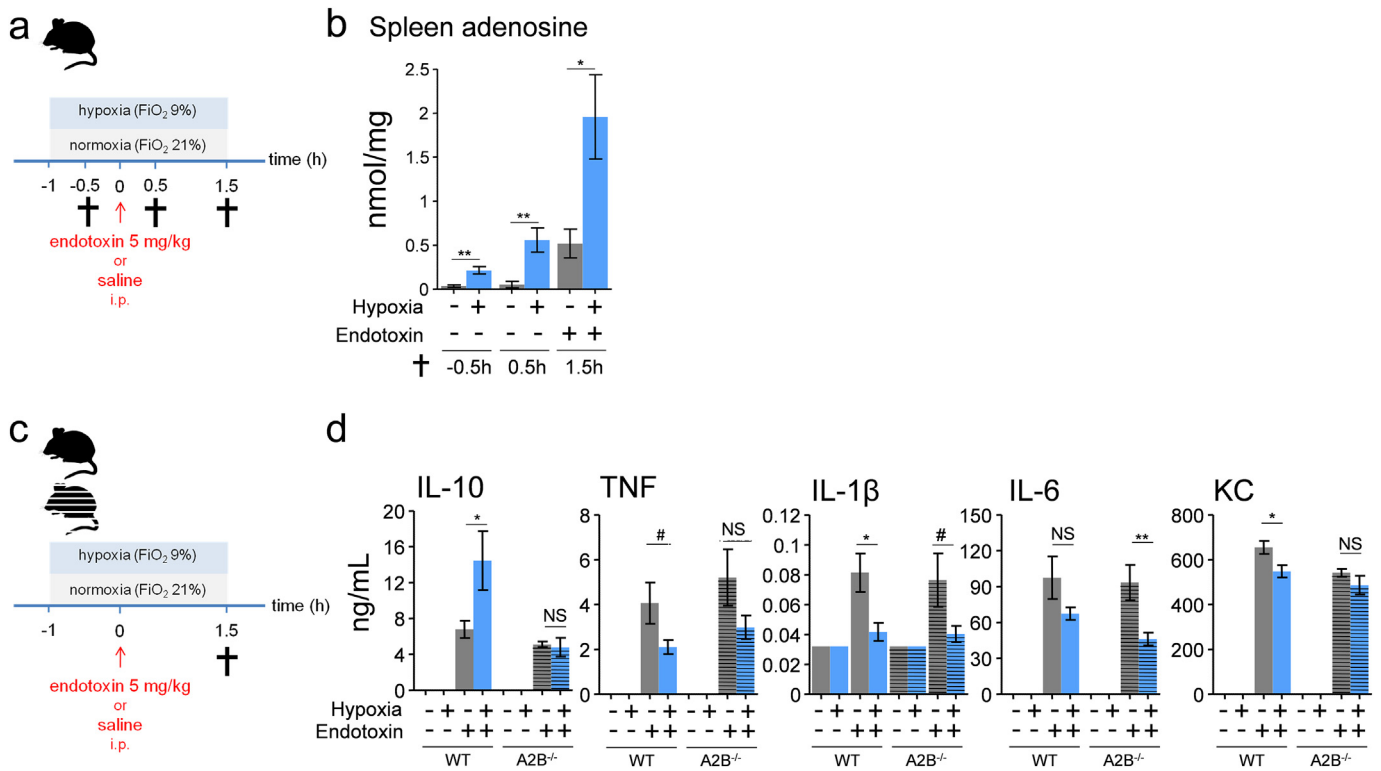 a
hypoxia (FiO2 9%)
normoxia (FiO2 21%)
time (h)
-1 -0.5 0 0.5 1.5
endotoxin 5 mg/kg
or
saline
i.p.
b Spleen adenosine
nmol/mg
2.5
2
1.5
1
0.5
0
** ** *
Hypoxia - + - + - +
Endotoxin - - - - + +
† -0.5h 0.5h 1.5h
c
hypoxia (FiO2 9%)
normoxia (FiO2 21%)
time (h)
-1 0 1.5
endotoxin 5 mg/kg
or
saline
i.p.
d
ng/mL
IL-10
20
16
12
8
4
0
* NS
TNF
8
6
4
2
0
# NS
IL-1β
0.12
0.1
0.08
0.06
0.04
0.02
0
* #
IL-6
150
120
90
60
30
0
NS **
KC
800
600
400
200
0
* NS
Hypoxia - + - + - + - + - + - + - + - + - + - + - + - + - + - + - + - + - + - + - + - +
Endotoxin - - + + - - + + - - + + - - + + - - + + - - + + - - + + - - + + - - + + - - + +
WT A2B-/- WT A2B-/- WT A2B-/- WT A2B-/- WT A2B-/-